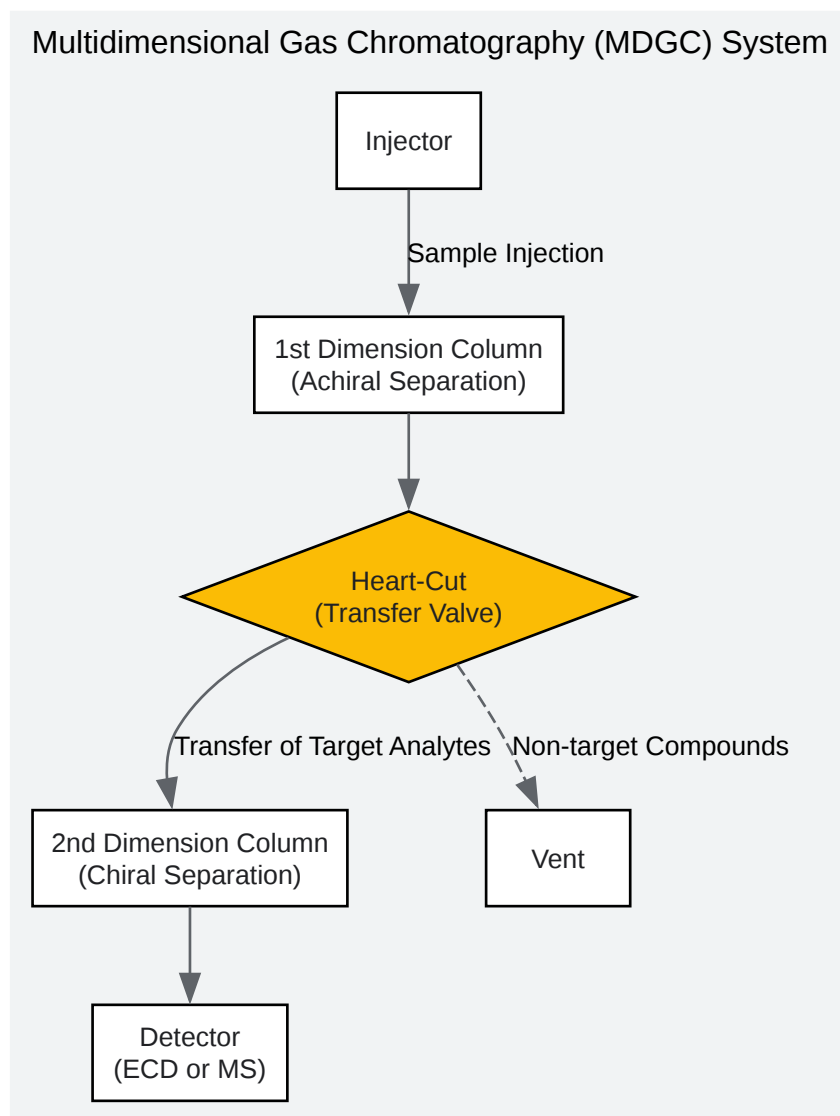 Multidimensional Gas Chromatography (MDGC) System
Injector
Sample Injection
1st Dimension Column
(Achiral Separation)
Heart-Cut
(Transfer Valve)
Transfer of Target Analytes
Non-target Compounds
2nd Dimension Column
(Chiral Separation)
Vent
Detector
(ECD or MS)